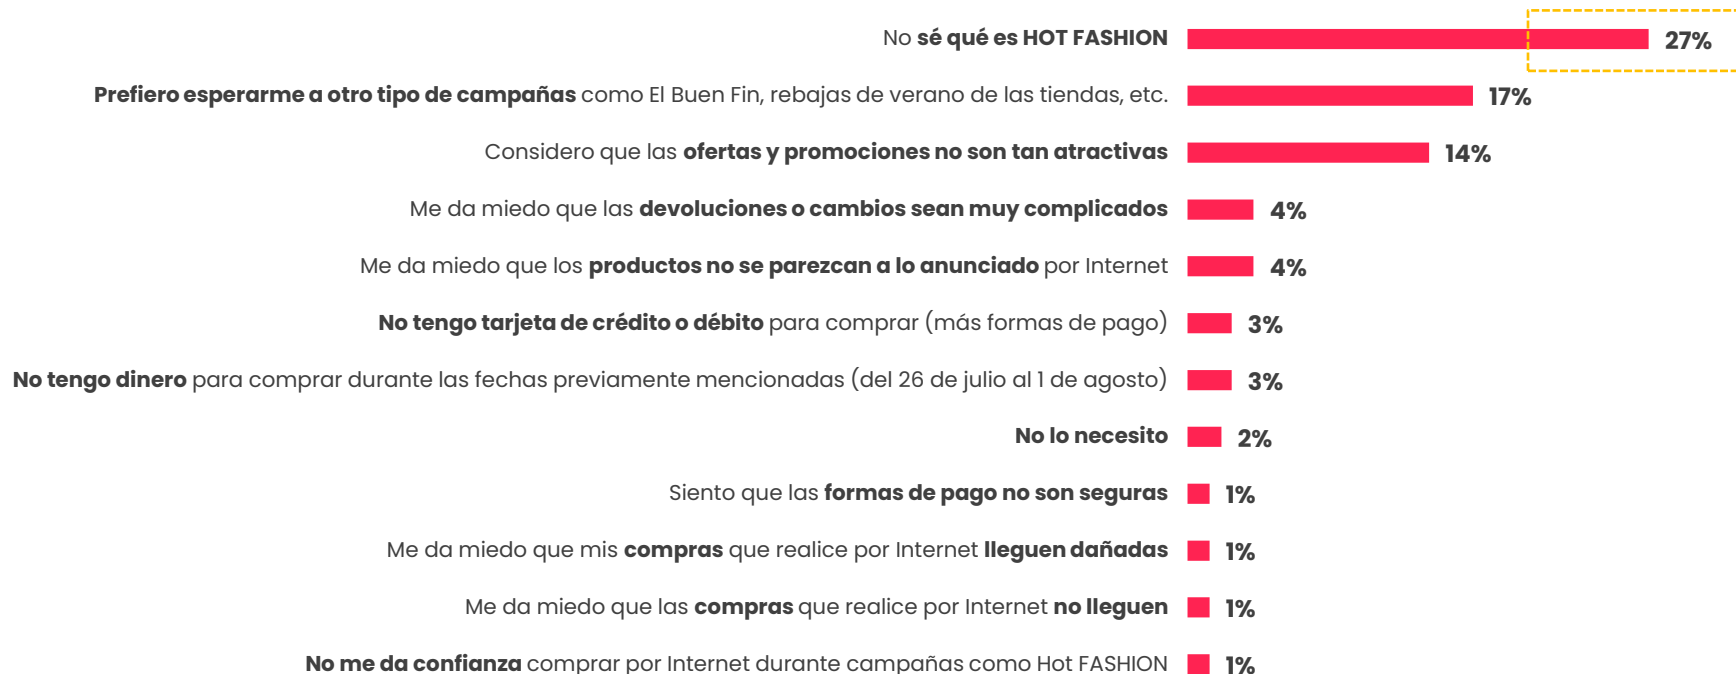 No sé qué es HOT FASHION 27%
Prefiero esperarme a otro tipo de campañas como El Buen Fin, rebajas de verano de las tiendas, etc. 17%
Considero que las ofertas y promociones no son tan atractivas 14%
Me da miedo que las devoluciones o cambios sean muy complicados 4%
Me da miedo que los productos no se parezcan a lo anunciado por Internet 4%
No tengo tarjeta de crédito o débito para comprar (más formas de pago) 3%
No tengo dinero para comprar durante las fechas previamente mencionadas (del 26 de julio al 1 de agosto) 3%
No lo necesito 2%
Siento que las formas de pago no son seguras 1%
Me da miedo que mis compras que realice por Internet lleguen dañadas 1%
Me da miedo que las compras que realice por Internet no lleguen 1%
No me da confianza comprar por Internet durante campañas como Hot FASHION 1%